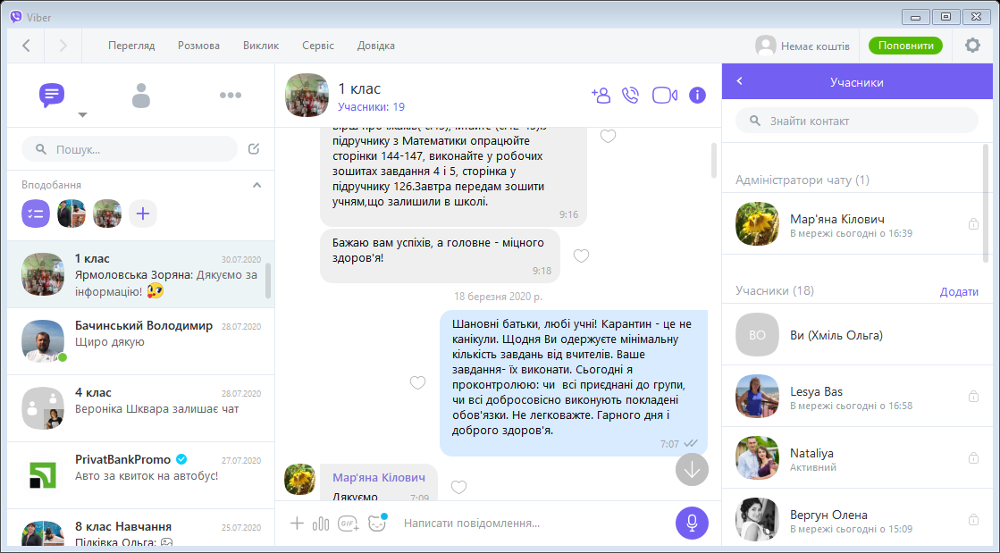 Viber
Перегляд Розмова Виклик Сервіс Довідка
Немає коштів
Поповнити
Пошук...
Вподобання
1 клас
30.07.2020
Ярмоловська Зоряна: Дякуємо за
інформацію!
Бачинський Володимир
28.07.2020
Щиро дякую
4 клас
28.07.2020
Вероніка Шквара залишає чат
PrivatBankPromo
27.07.2020
Авто за квиток на автобус!
8 клас Навчання
25.07.2020
Підківка Ольга:
1 клас
Учасники: 19
підручнику з Математики опрацюйте
сторінки 144-147, виконайте у робочих
зошитах завдання 4 і 5, сторінка у
підручнику 126.Завтра передам зошити
учням,що залишили в школі.
9:16
Бажаю вам успіхів, а головне - міцного
здоров'я!
9:18
18 березня 2020 р.
Шановні батьки, любі учні! Карантин - це не
канікули. Щодня Ви одержуєте мінімальну
кількість завдань від вчителів. Ваше
завдання- їх виконати. Сьогодні я
проконтролюю: чи  всі приєднані до групи,
чи всі добросовісно виконують покладені
обов'язки. Не легковажте. Гарного дня і
доброго здоров'я.
7:07
Мар'яна Кілович
Дякуємо
7:09
GIF
Написати повідомлення...
Учасники
Знайти контакт
Адміністратори чату (1)
Мар'яна Кілович
В мережі сьогодні о 16:39
Учасники (18)
Додати
ВО
Ви (Хміль Ольга)
Lesya Bas
В мережі сьогодні о 16:58
Nataliya
Активний
Вергун Олена
В мережі сьогодні о 15:09